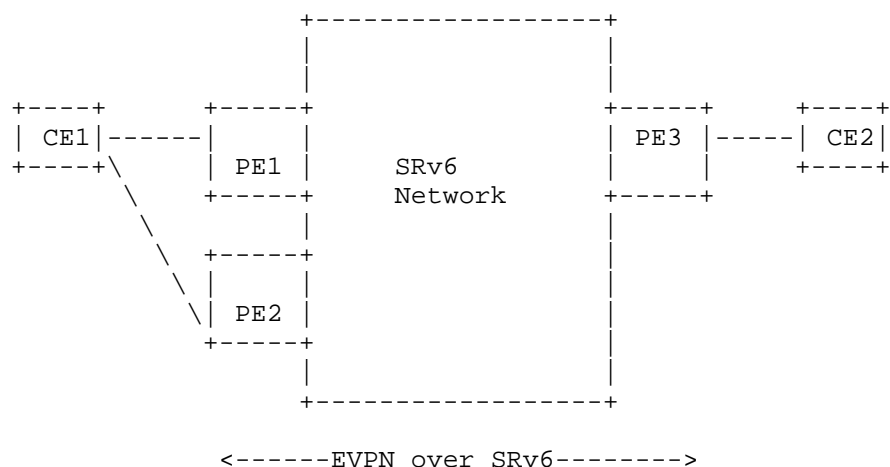 CE1 PE3 CE2
PE1 SRv6
Network
PE2
<------EVPN over SRv6-------->